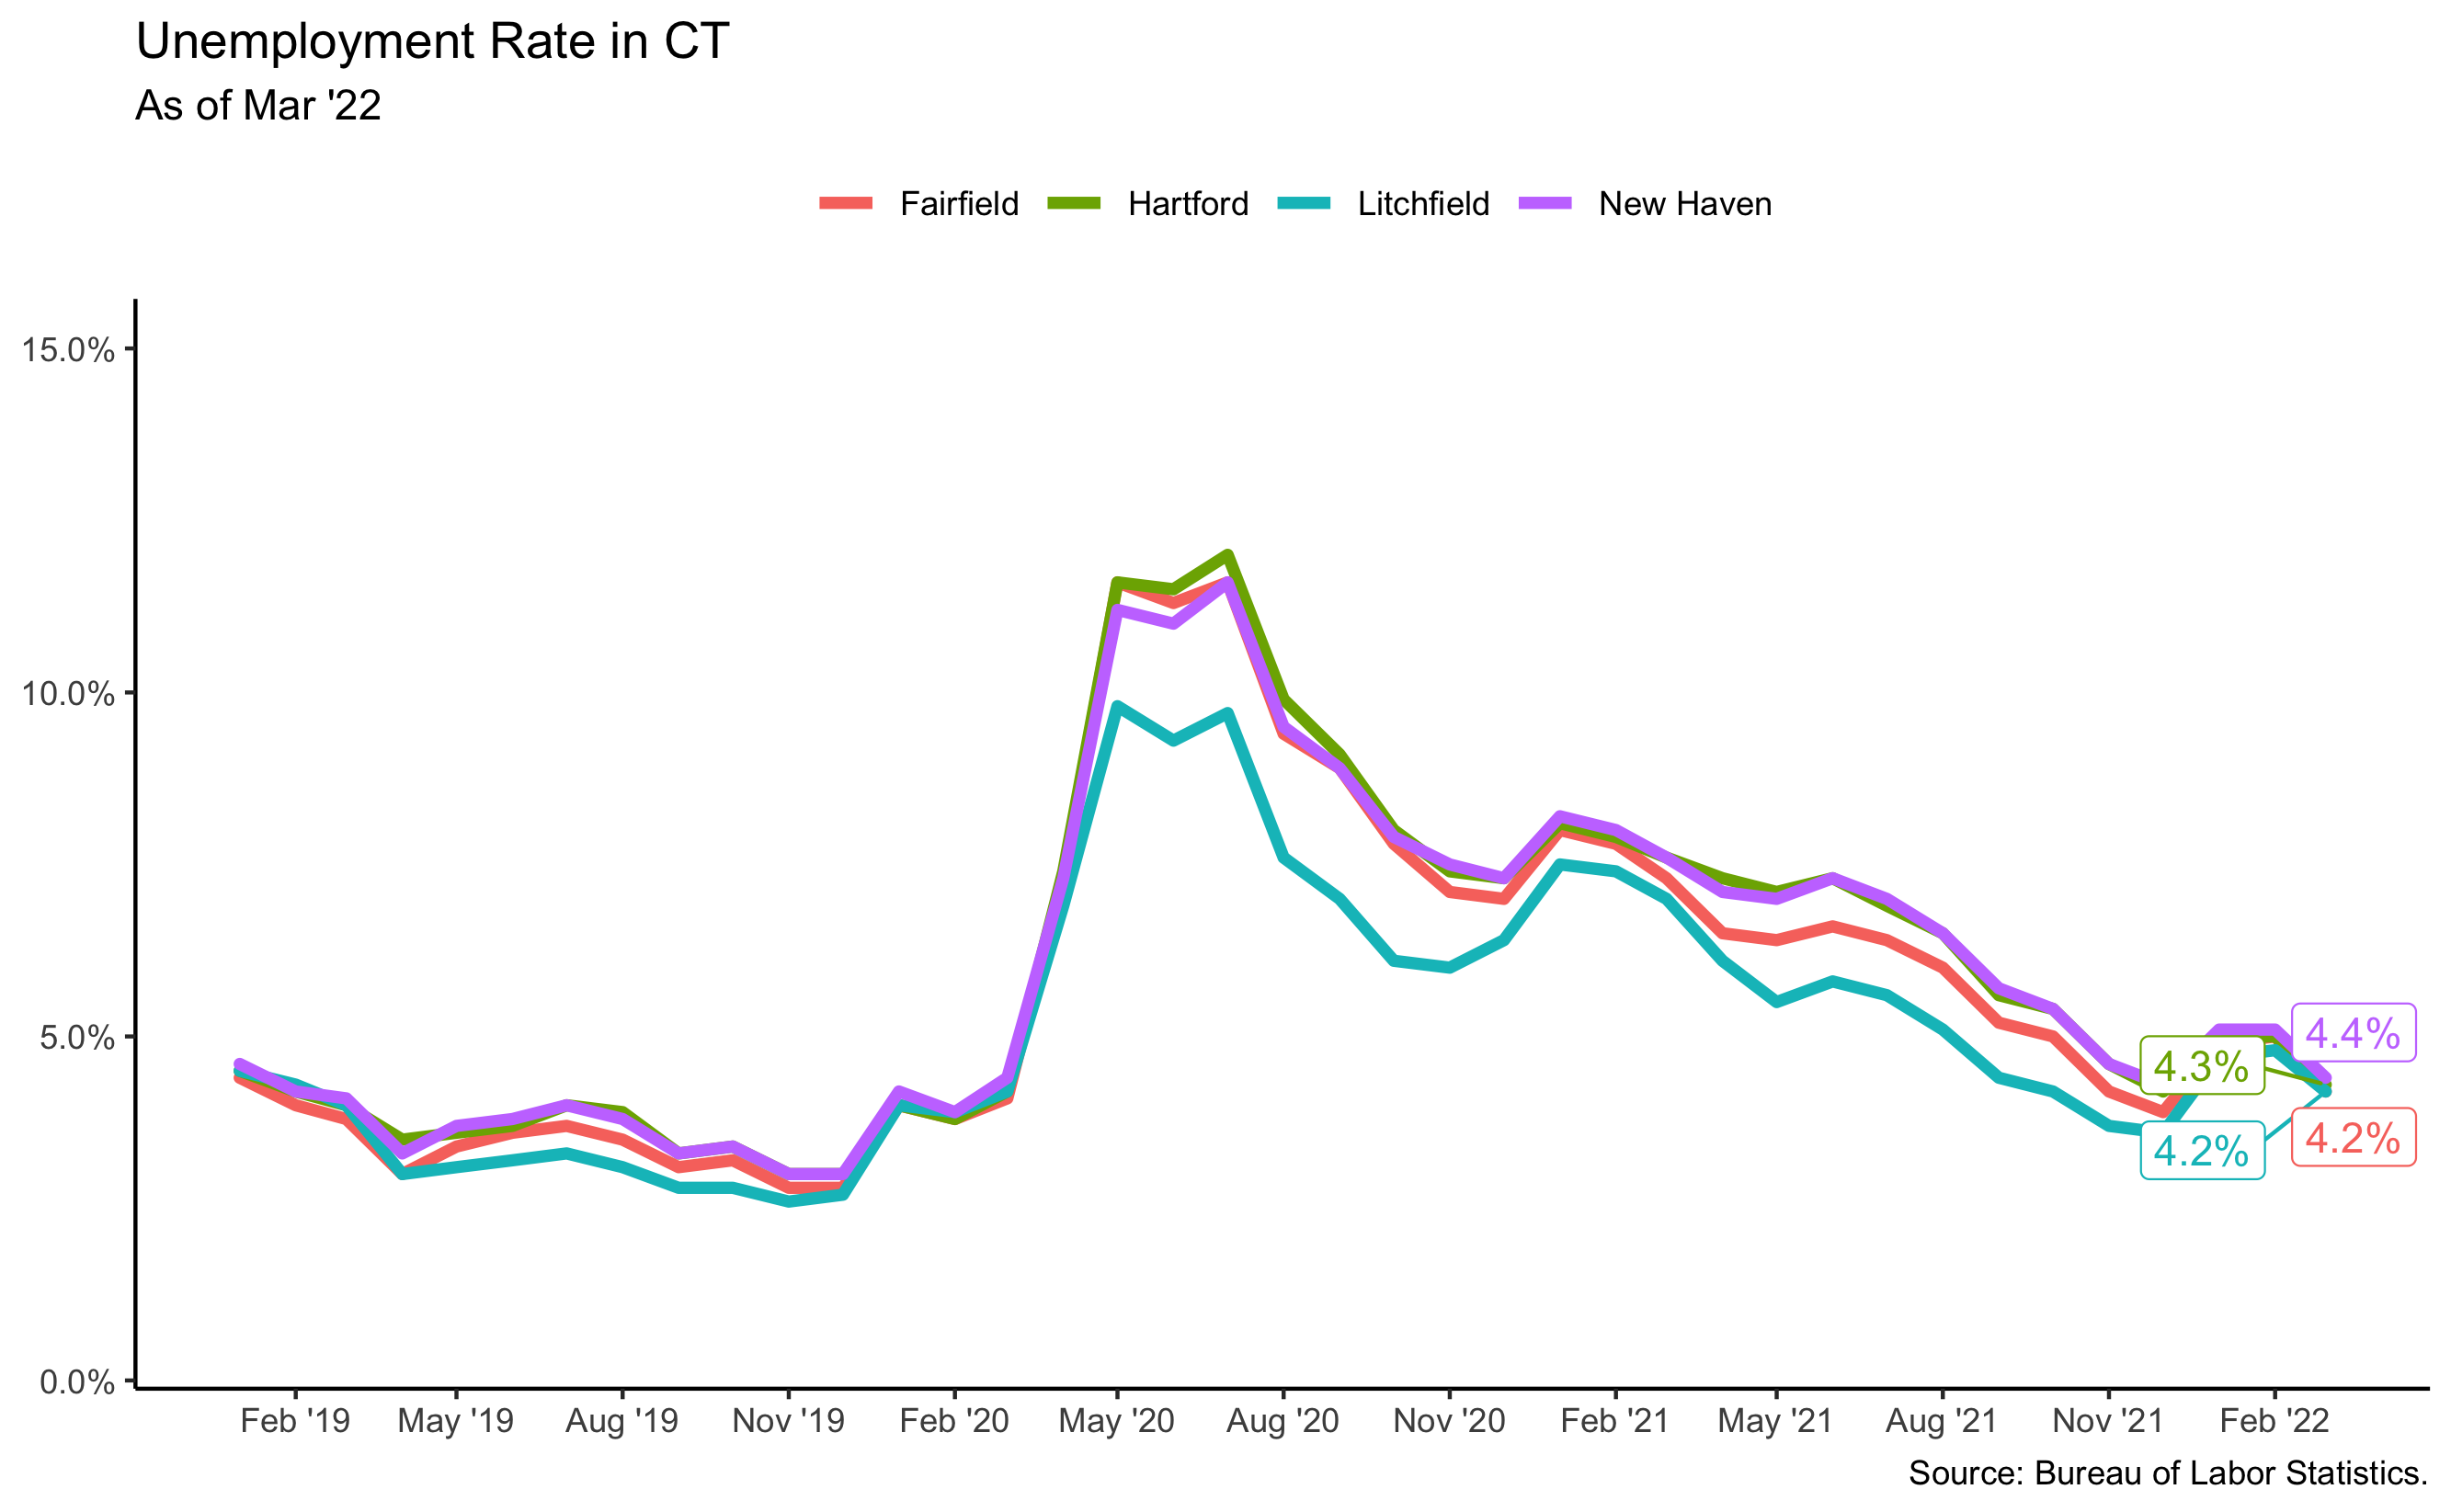 Unemployment Rate in CT
As of Mar '22
Fairfield Hartford Litchfield New Haven
15.0%
10.0%
5.0%
0.0%
4.4%
4.3%
4.2%
4.2%
Feb '19 May '19 Aug '19 Nov '19 Feb '20 May '20 Aug '20 Nov '20 Feb '21 May '21 Aug '21 Nov '21 Feb '22
Source: Bureau of Labor Statistics.